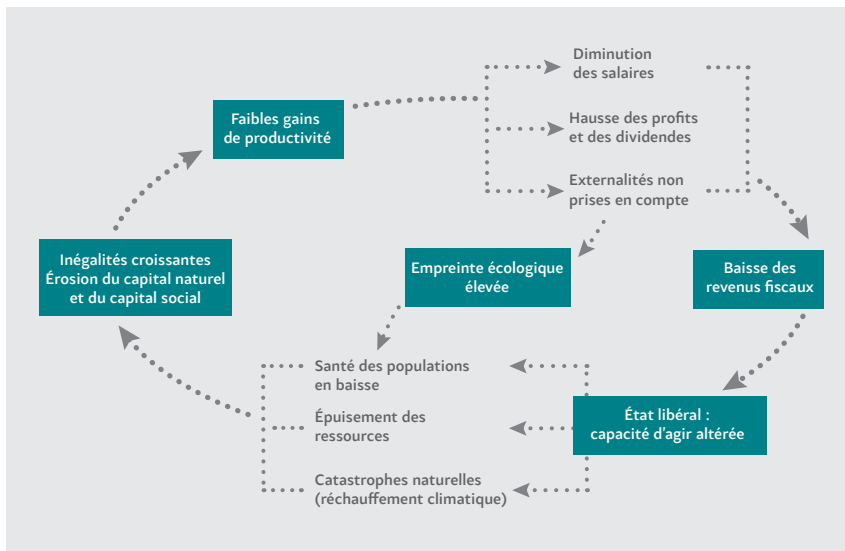 Diminution
des salaires
Faibles gains
de productivité
Hausse des profits
et des dividendes
Externalités non
prises en compte
Inégalités croissantes
Érosion du capital naturel
et du capital social
Empreinte écologique
élevée
Baisse des
revenus fiscaux
Santé des populations
en baisse
État libéral :
capacité d'agir altérée
Épuisement des
ressources
Catastrophes naturelles
(réchauffement climatique)